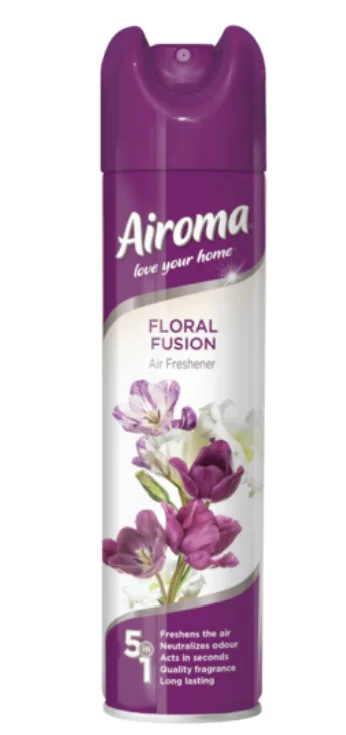 Airoma
love your home
FLORAL
FUSION
Air Freshener
5 in 1
Freshens the air
Neutralizes odour
Acts in seconds
Quality fragrance
Long lasting